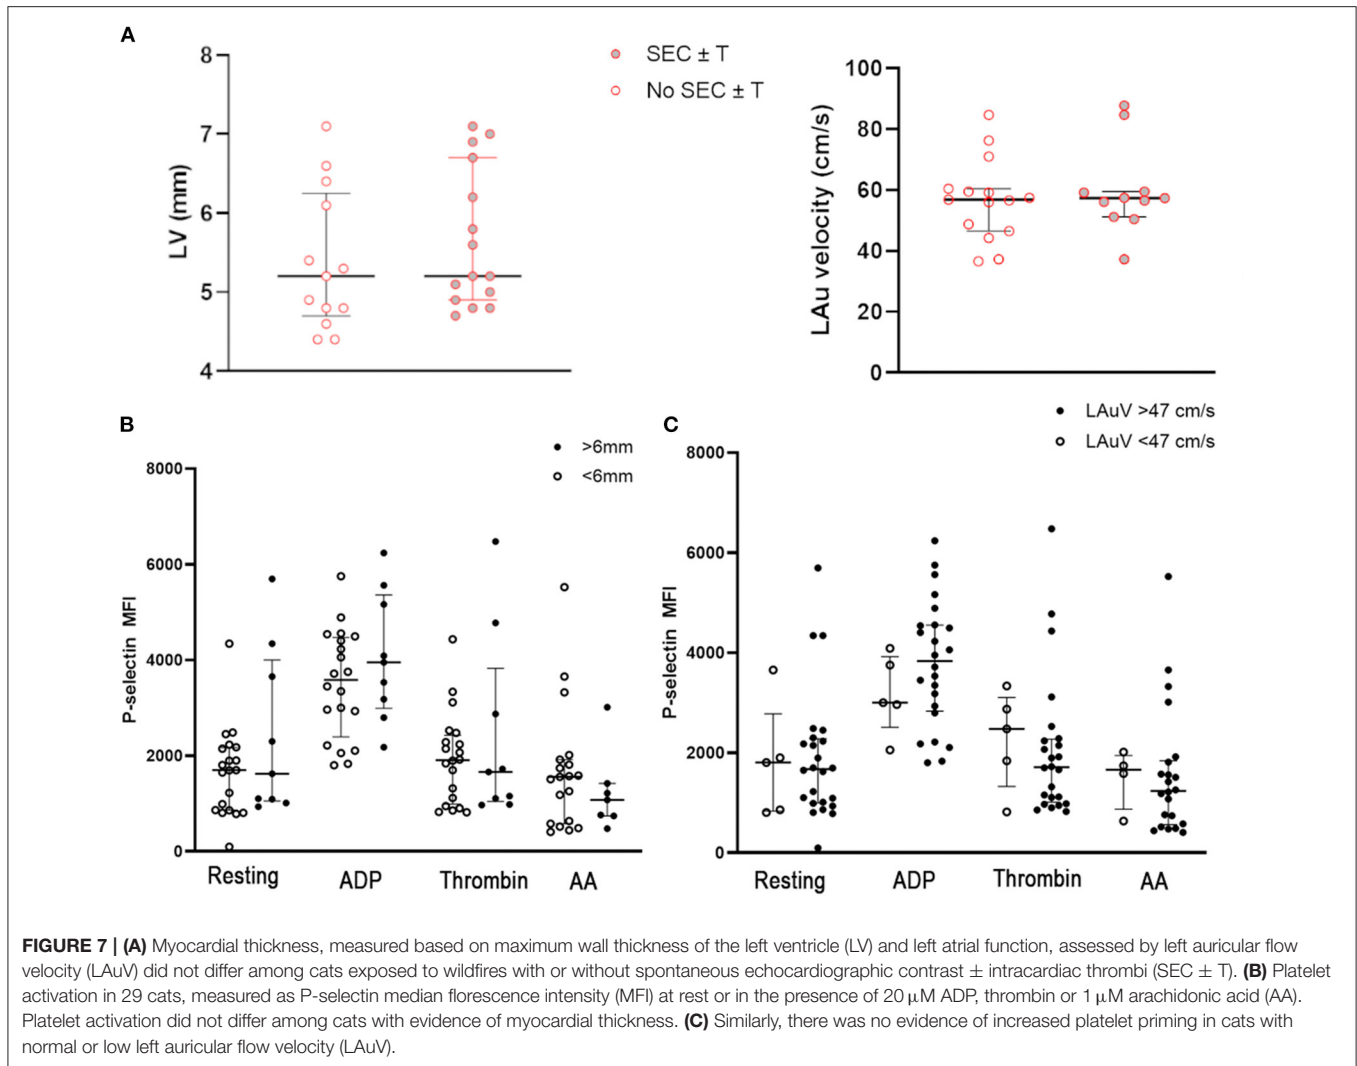 A
8
7
6
5
4
LV (mm)
SEC ± T
No SEC ± T
100
80
60
40
20
0
LAu velocity (cm/s)
B
>6mm
<6mm
8000
6000
4000
2000
0
P-selectin MFI
Resting ADP Thrombin AA
C
LAuV >47 cm/s
LAuV <47 cm/s
8000
6000
4000
2000
0
P-selectin MFI
Resting ADP Thrombin AA
FIGURE 7 | (A) Myocardial thickness, measured based on maximum wall thickness of the left ventricle (LV) and left atrial function, assessed by left auricular flow
velocity (LAuV) did not differ among cats exposed to wildfires with or without spontaneous echocardiographic contrast ± intracardiac thrombi (SEC ± T). (B) Platelet
activation in 29 cats, measured as P-selectin median florescence intensity (MFI) at rest or in the presence of 20 μM ADP, thrombin or 1 μM arachidonic acid (AA).
Platelet activation did not differ among cats with evidence of myocardial thickness. (C) Similarly, there was no evidence of increased platelet priming in cats with
normal or low left auricular flow velocity (LAuV).